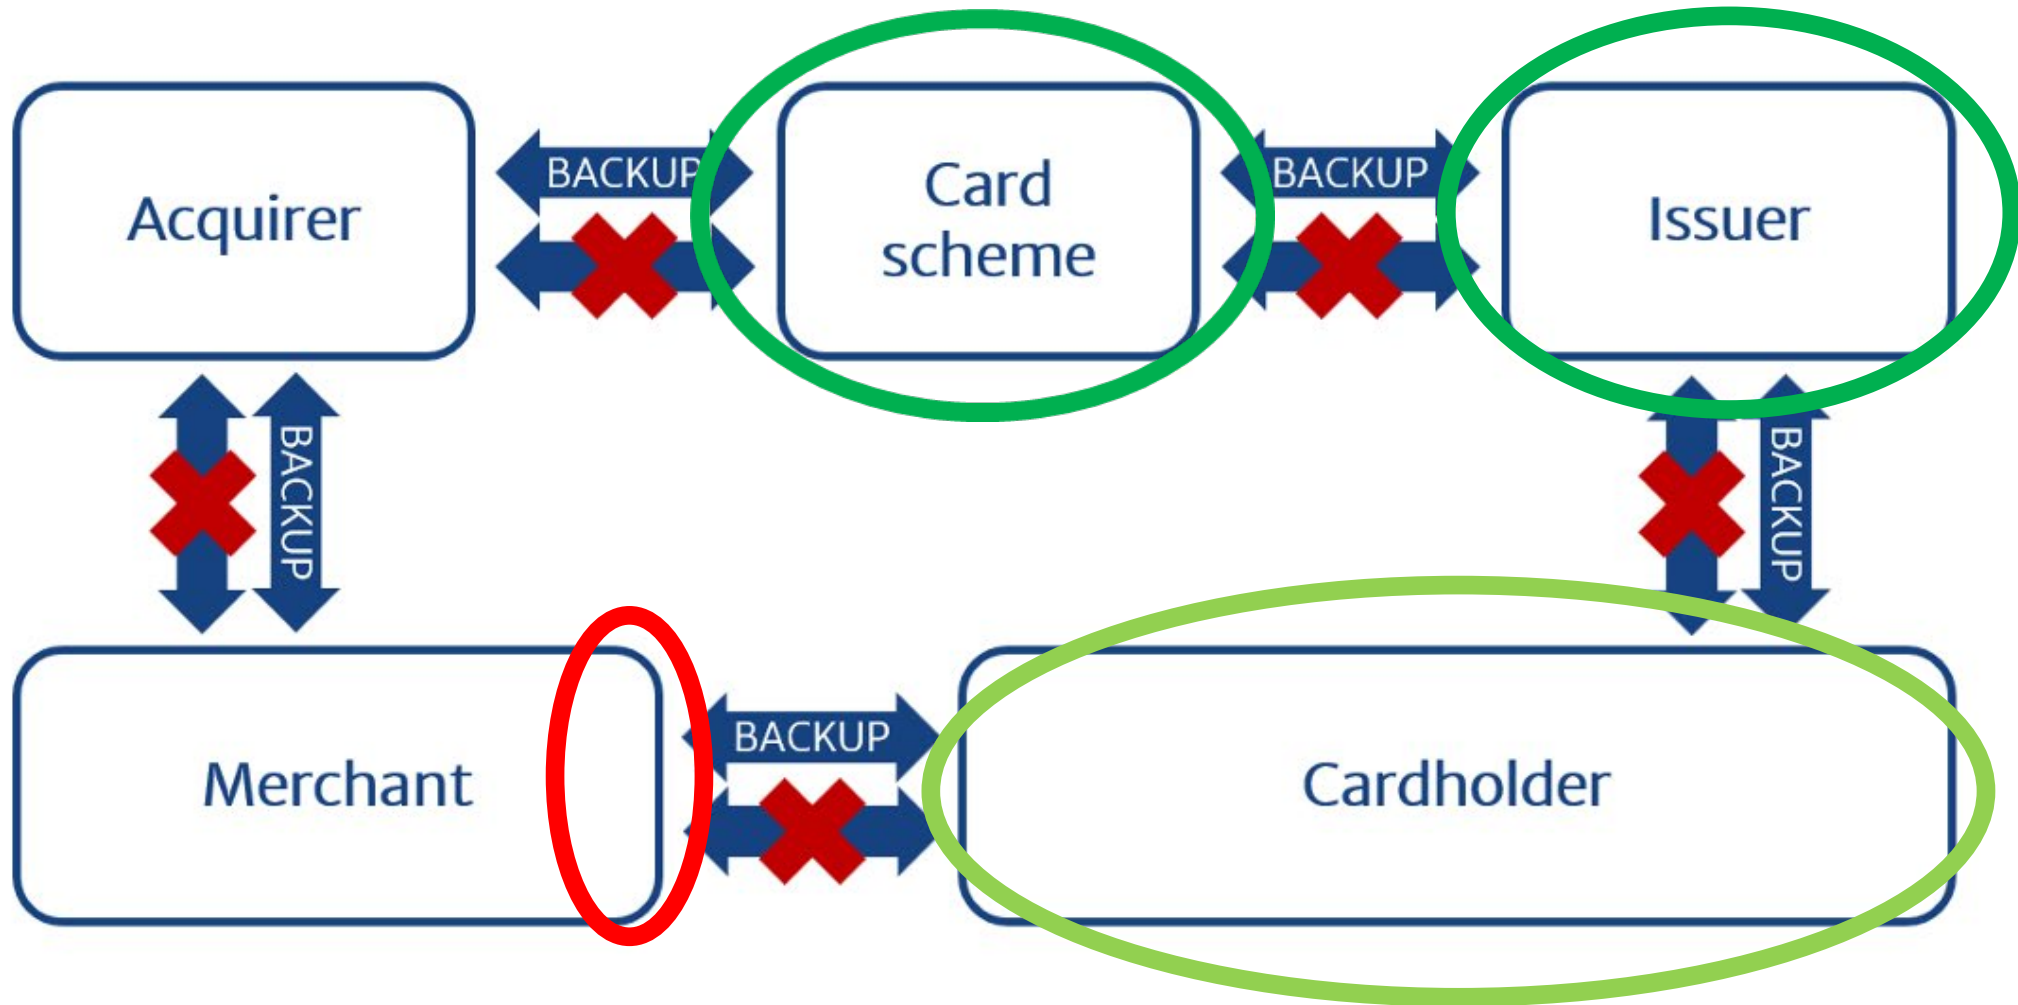 Acquirer
BACKUP
Card
scheme
BACKUP
Issuer
BACKUP
BACKUP
Merchant
BACKUP
Cardholder